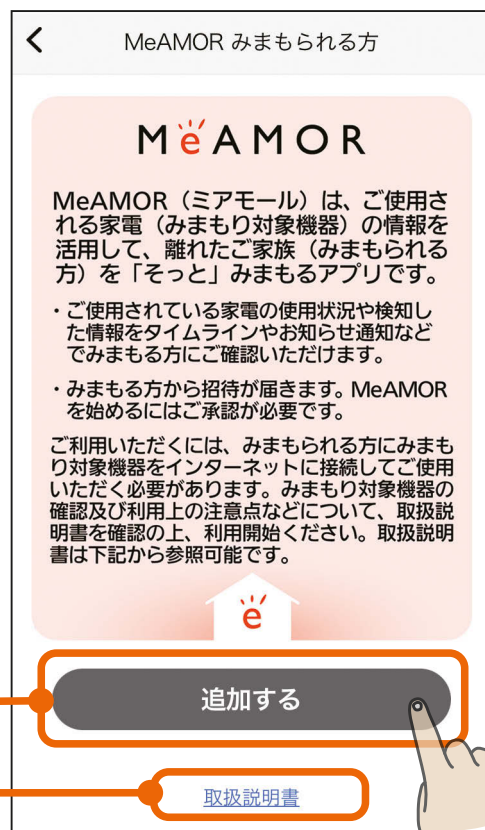 MeAMOR みまもられる方
MeAMOR
MeAMOR（ミアモール）は、ご使用さ
れる家電（みまもり対象機器）の情報を
活用して、離れたご家族（みまもられる
方）を「そっと」みまもるアプリです。
・ご使用されている家電の使用状況や検知し
た情報をタイムラインやお知らせ通知など
でみまもる方にご確認いただけます。
・みまもる方から招待が届きます。MeAMOR
を始めるにはご承認が必要です。
ご利用いただくには、みまもられる方にみまも
り対象機器をインターネットに接続してご使用
いただく必要があります。みまもり対象機器の
確認及び利用上の注意点などについて、取扱説
明書を確認の上、利用開始ください。取扱説明
書は下記から参照可能です。
e
追加する
取扱説明書